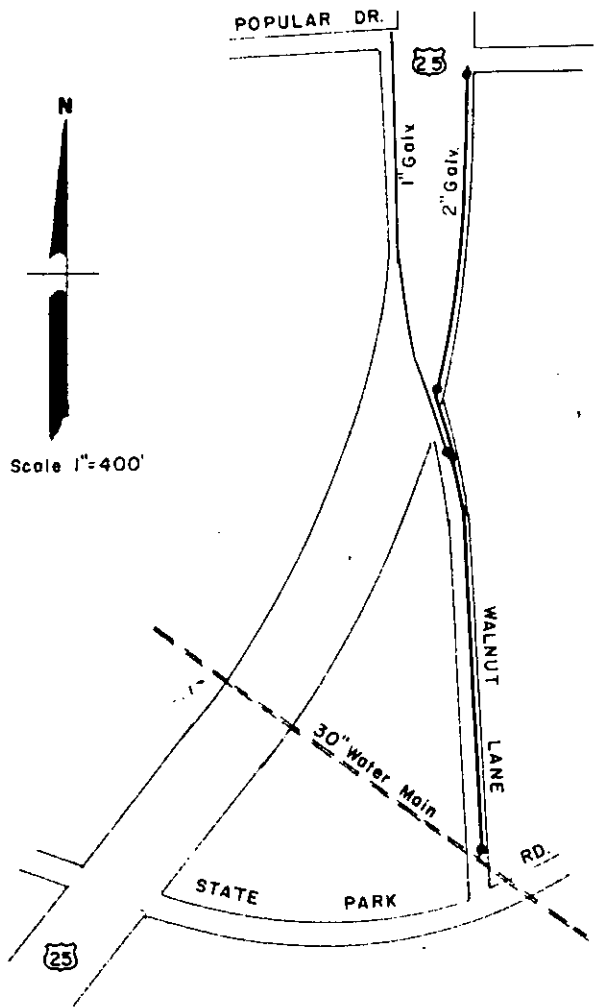 POPULAR DR.
25
1" Galv.
2" Galv.
N
Scale 1"=400'
WALNUT LANE
30" Water Main
STATE PARK RD.
25